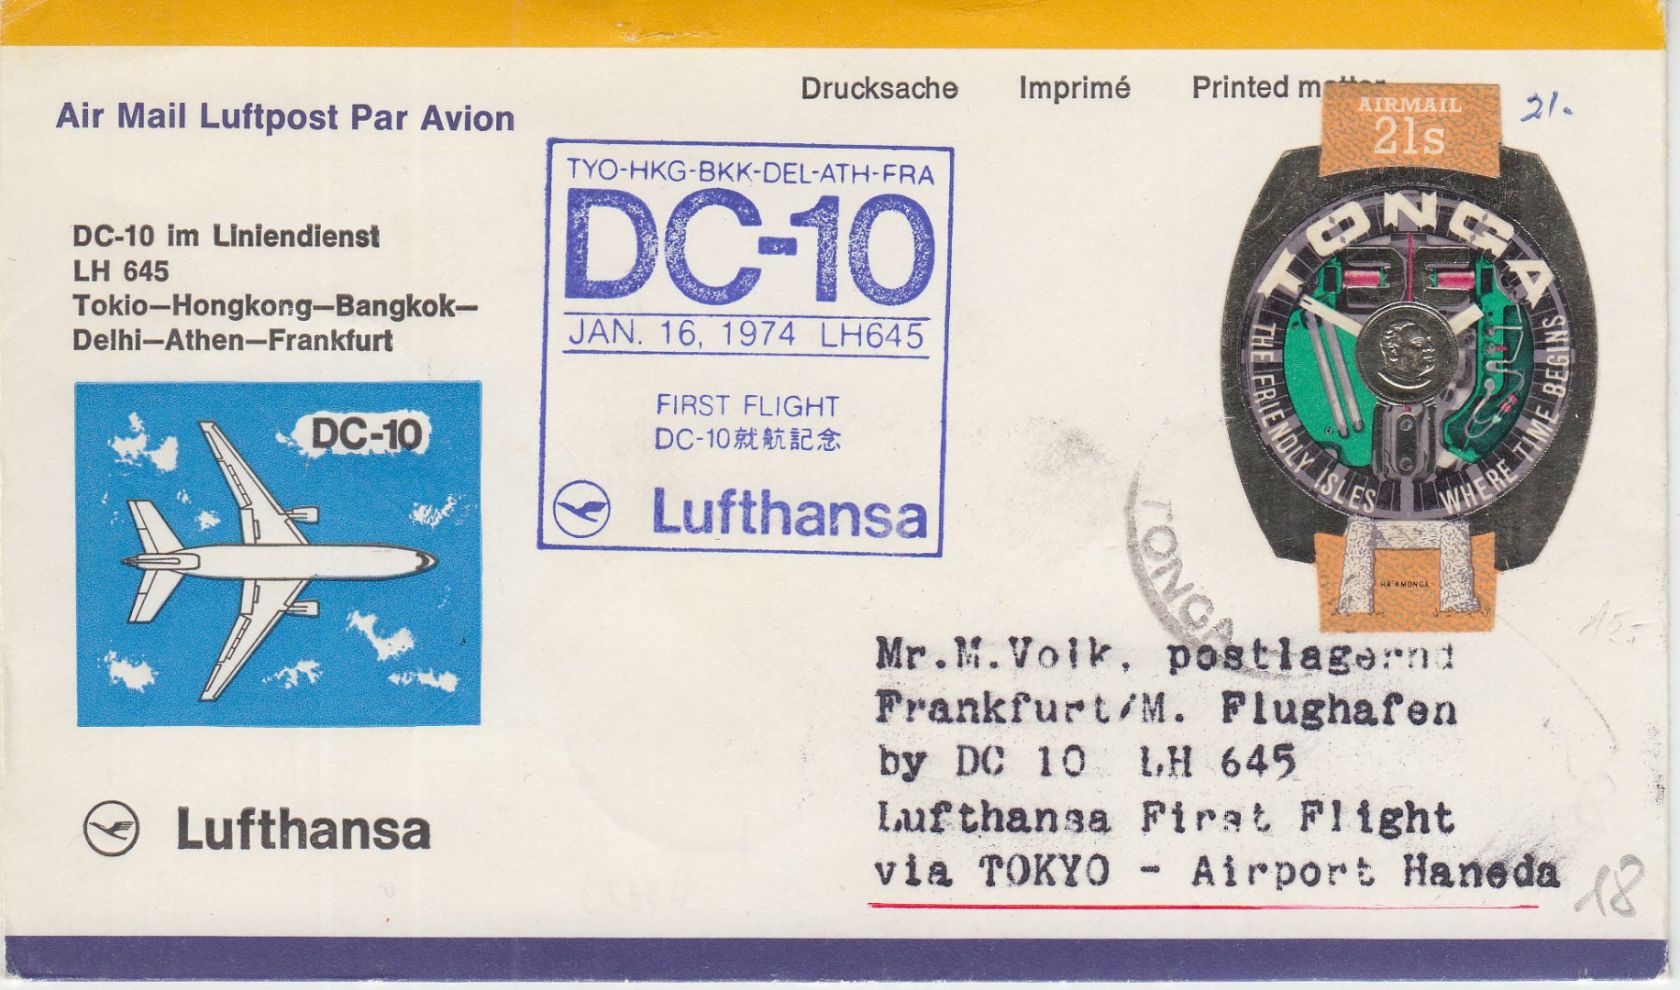 Drucksache Imprimé Printed matter
Air Mail Luftpost Par Avion
DC-10 im Liniendienst
LH 645
Tokio—Hongkong—Bangkok—
Delhi—Athen—Frankfurt
DC-10
Lufthansa
TYO-HKG-BKK-DEL-ATH-FRA
DC-10
JAN. 16, 1974 LH645
FIRST FLIGHT
DC-10就航記念
Lufthansa
AIRMAIL
21s
21.
TONGA
THE FRIENDLY ISLES WHERE TIME BEGINS
HA'AMONGA
TONGA
Mr.M.Volk, postlagernd
Frankfurt/M. Flughafen
by DC 10 LH 645
Lufthansa First Flight
via TOKYO - Airport Haneda
18